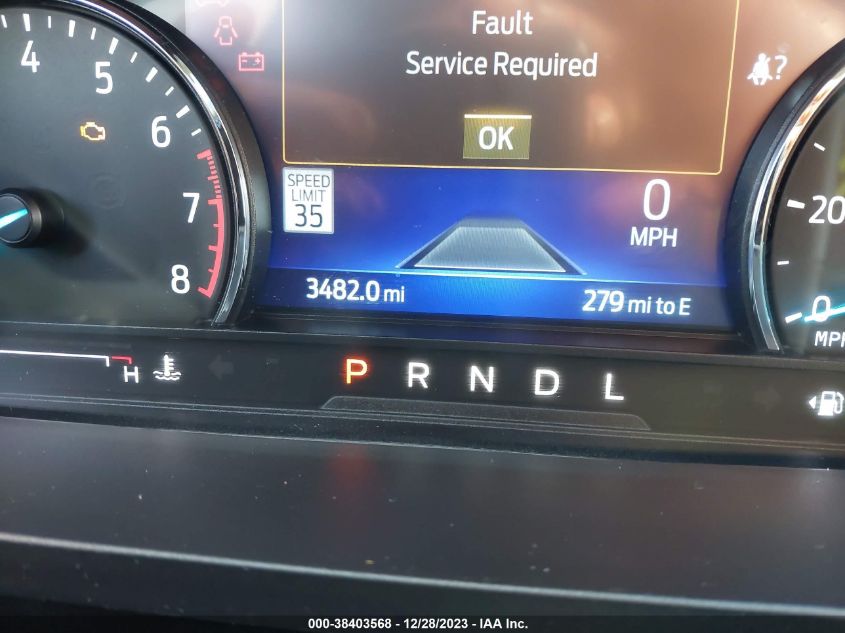 Fault
Service Required
OK
4
5
6
7
8
SPEED
LIMIT
35
0
MPH
?
20
0
MPH
3482.0 mi
279 mi to E
H
P R N D L
000-38403568 - 12/28/2023 - IAA Inc.